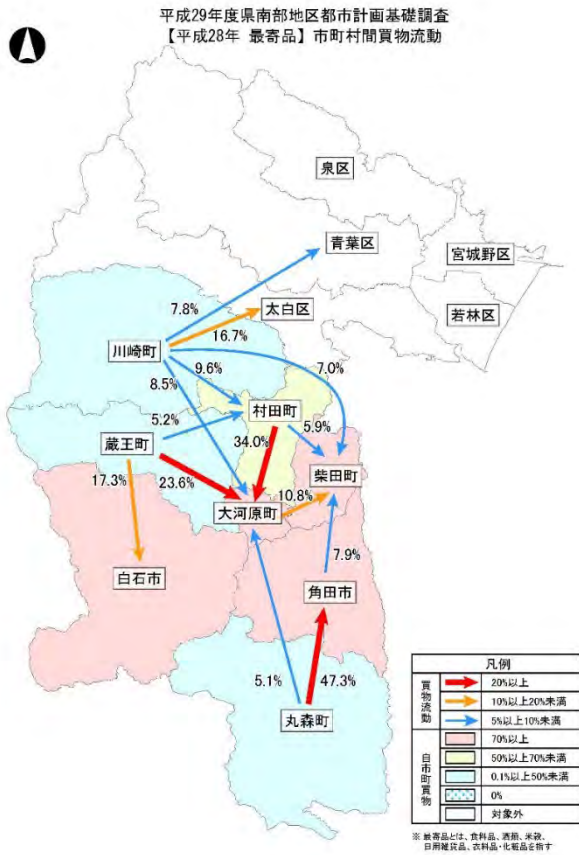 平成29年度県南部地区都市計画基礎調査
【平成28年 最寄品】市町村間買物流動
泉区
青葉区
宮城野区
7.8%
太白区
若林区
16.7%
川崎町
9.6%
7.0%
8.5%
5.2%
村田町
5.9%
蔵王町
34.0%
柴田町
17.3%
23.8%
10.8%
大河原町
7.9%
白石市
角田市
5.1%
47.3%
丸森町
凡例
買物流動
20%以上
10%以上20%未満
5%以上10%未満
自市町買物
70%以上
50%以上70%未満
0.1%以上50%未満
0%
対象外
※ 最寄品とは、食料品、酒類、米穀、
日用雑貨品、衣料品・化粧品を指す